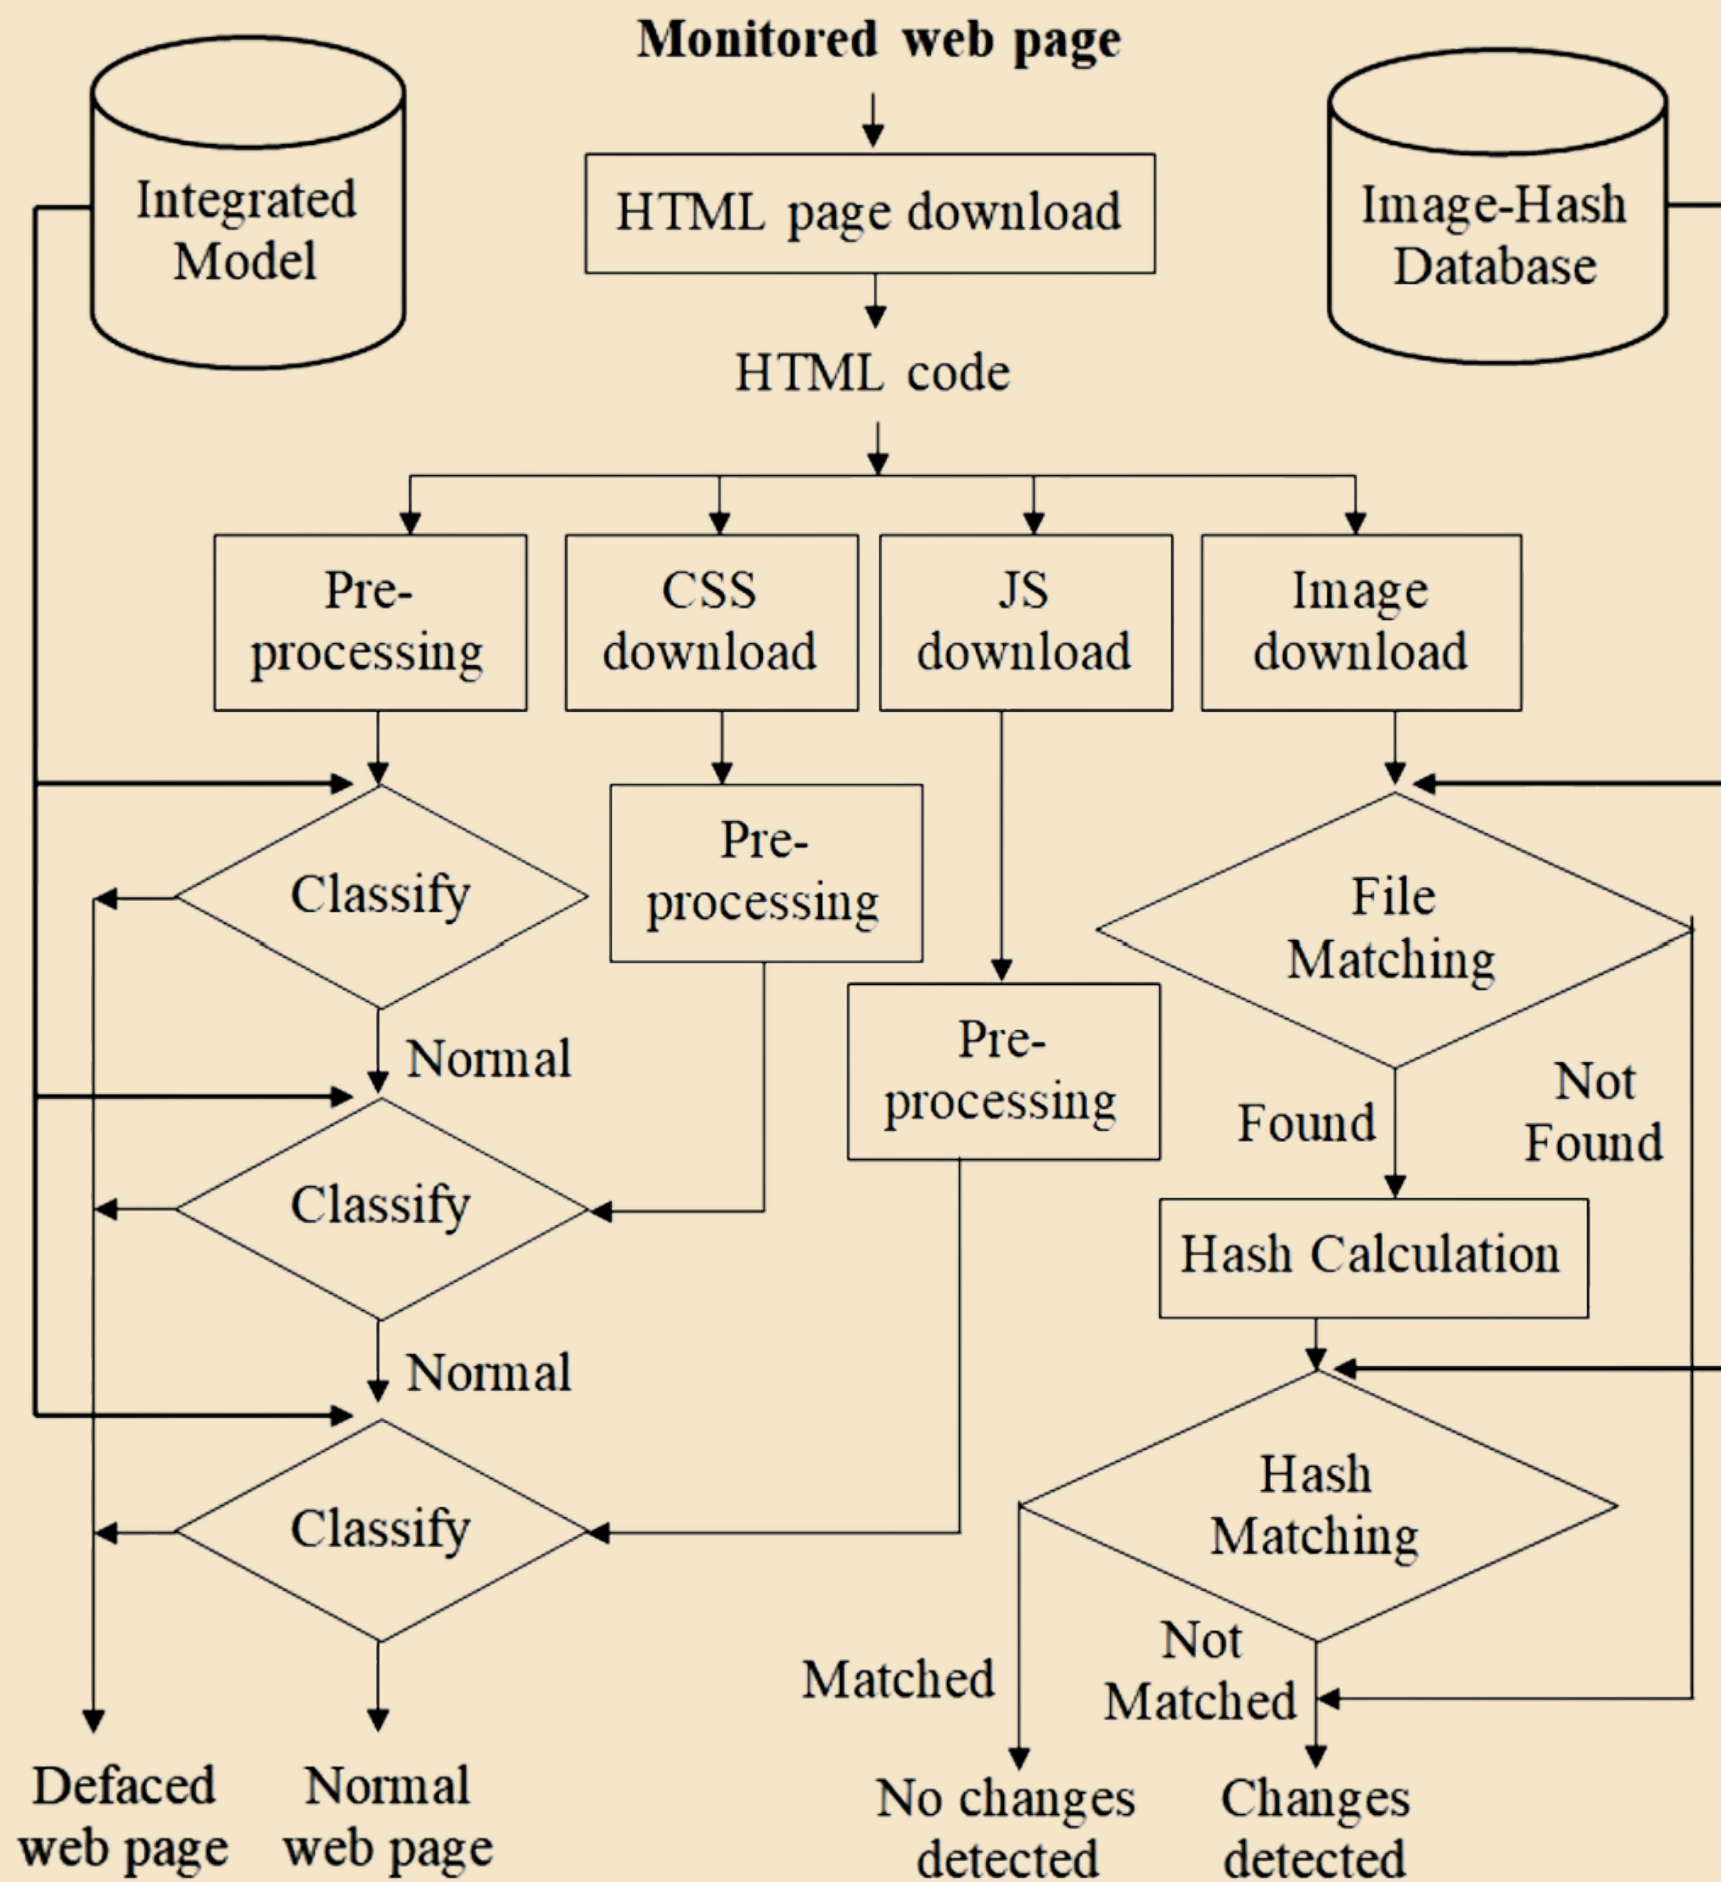 Monitored web page
Integrated
Model
HTML page download
Image-Hash
Database
HTML code
Pre-
processing
CSS
download
JS
download
Image
download
Classify
Pre-
processing
File
Matching
Normal
Pre-
processing
Found
Not
Found
Classify
Hash Calculation
Normal
Classify
Hash
Matching
Matched
Not
Matched
Defaced
web page
Normal
web page
No changes
detected
Changes
detected